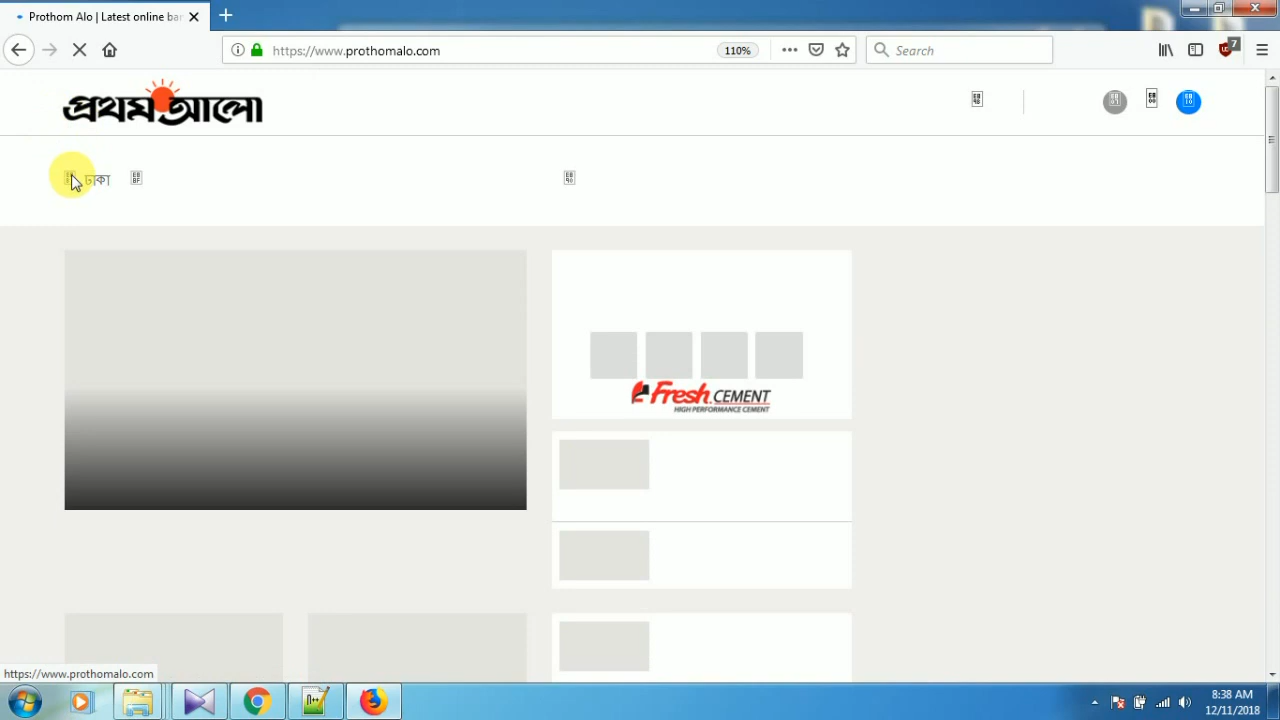 Prothom Alo | Latest online ba
https://www.prothomalo.com
110%
Search
7
প্রথম আলো
ঢাকা
Fresh CEMENT
HIGH PERFORMANCE CEMENT
https://www.prothomalo.com
8:38 AM
12/11/2018